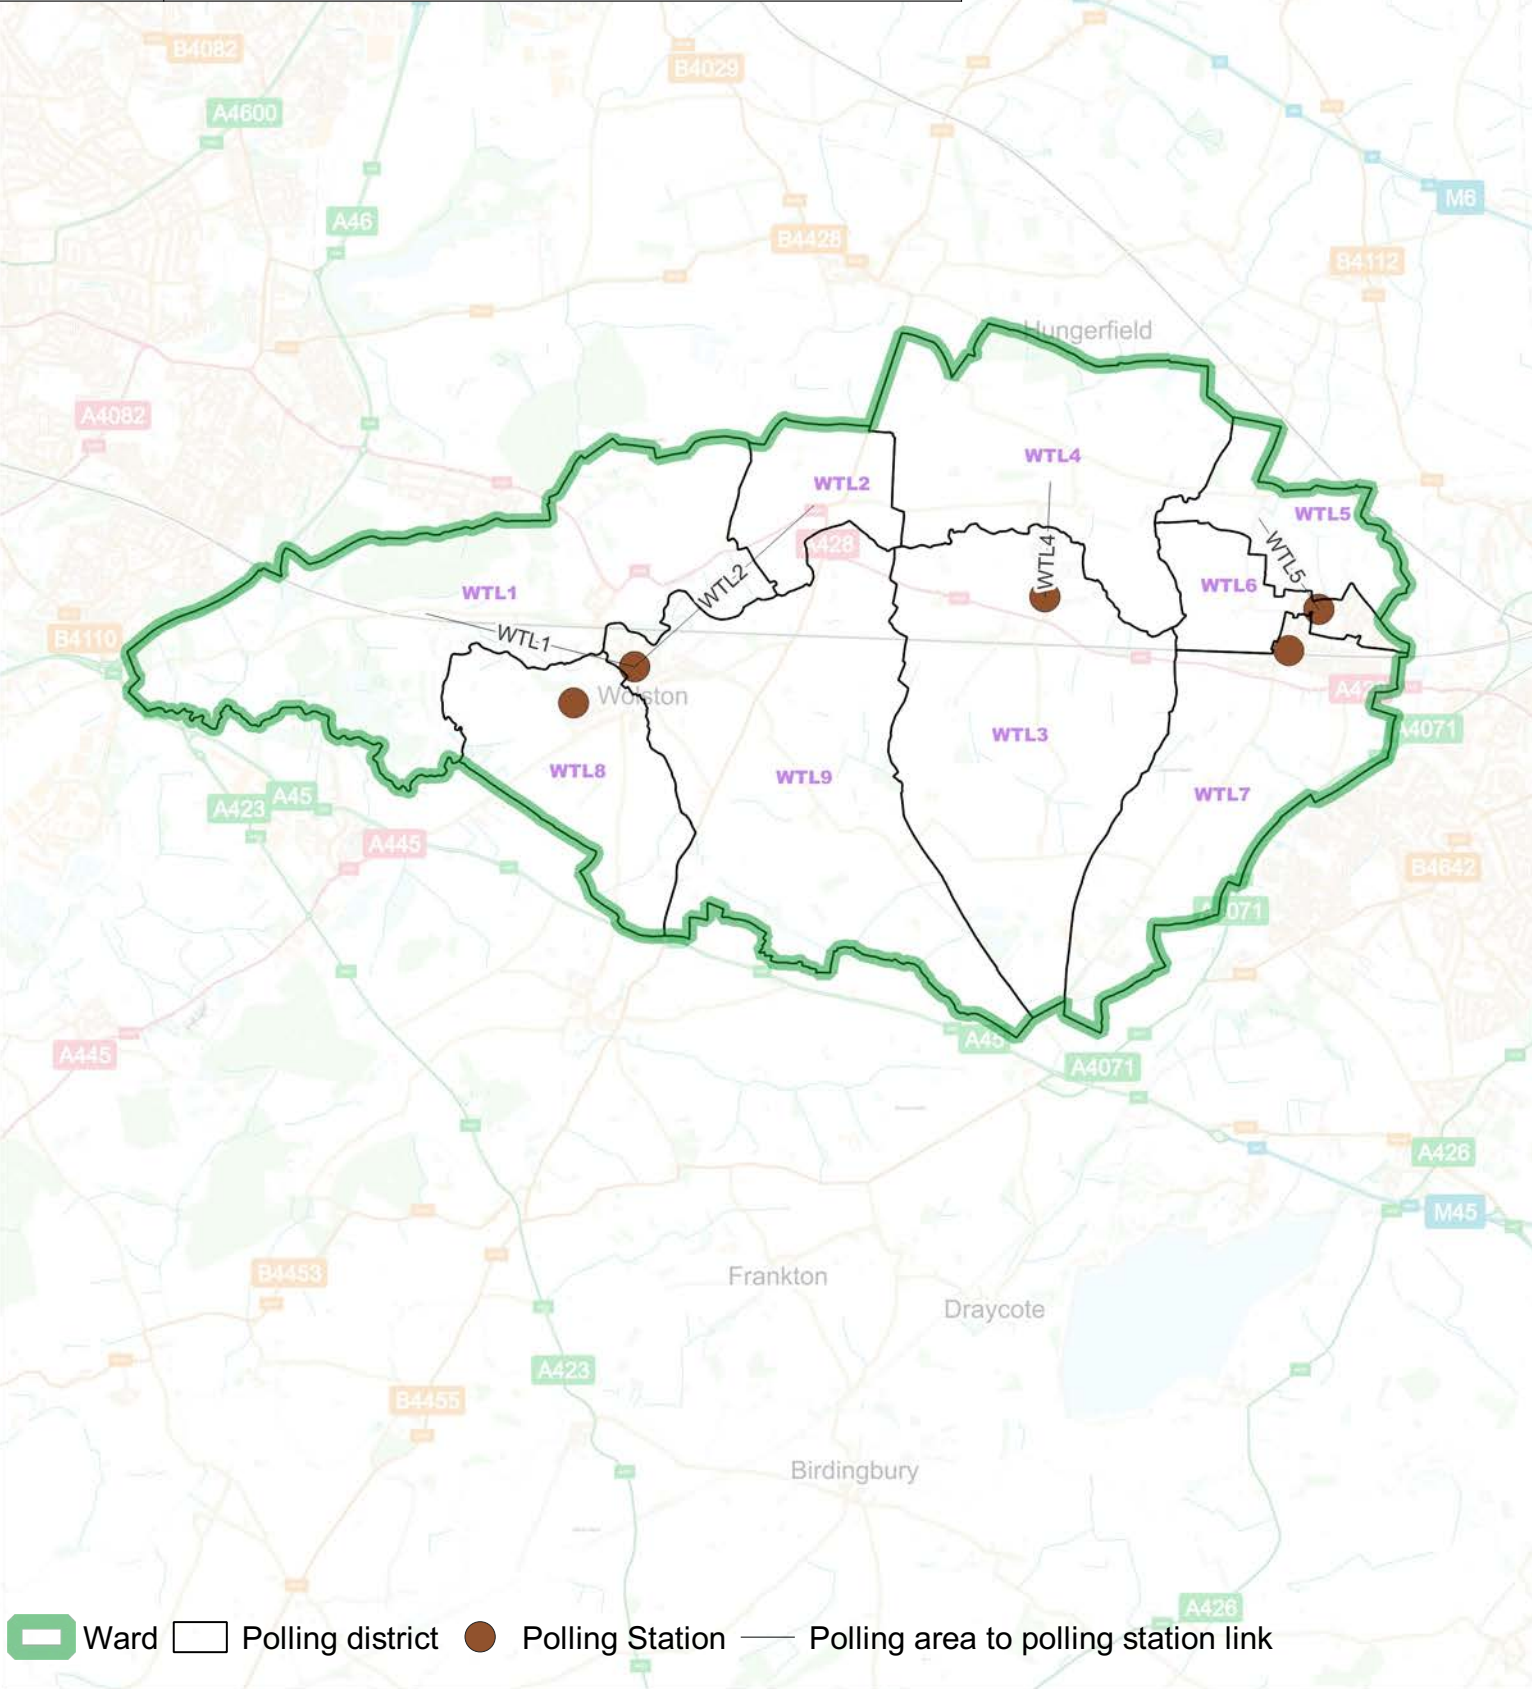 B4082
B4029
A4600
M6
A46
B4428
B4112
Hungerfield
A4082
WTL4
WTL2
WTL5
A428
WTL4
WTL5
WTL2
WTL6
WTL1
B4110
WTL1
Wolston
A4071
WTL3
WTL8
WTL9
WTL7
A45
A423
A445
B4642
A45
A4071
A445
A426
M45
B4453
Frankton
Draycote
A423
B4455
Birdingbury
A426
Ward Polling district Polling Station Polling area to polling station link